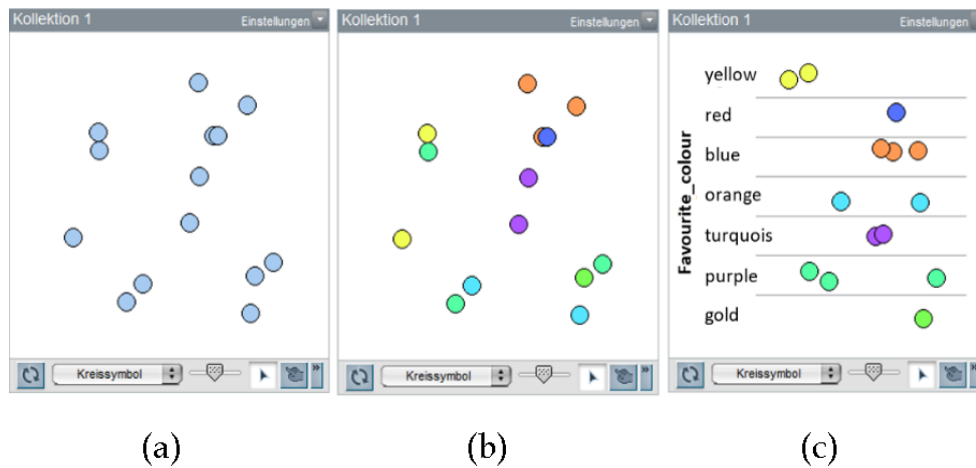 Kollektion 1 Einstellungen
Kreissymbol
(a)
Kollektion 1 Einstellungen
Kreissymbol
(b)
Kollektion 1 Einstellungen
Favourite_colour
yellow
red
blue
orange
turquois
purple
gold
Kreissymbol
(c)